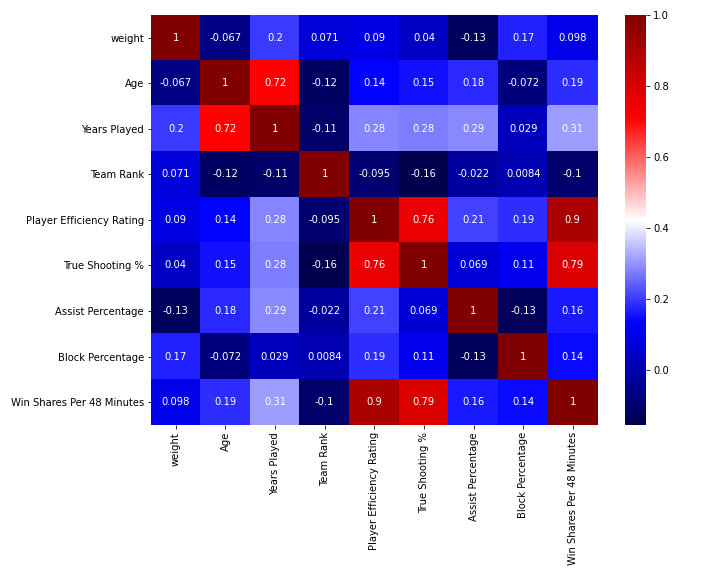 weight 1 -0.067 0.2 0.071 0.09 0.04 -0.13 0.17 0.098
Age -0.067 1 0.72 -0.12 0.14 0.15 0.18 -0.072 0.19
Years Played 0.2 0.72 1 -0.11 0.28 0.28 0.29 0.029 0.31
Team Rank 0.071 -0.12 -0.11 1 -0.095 -0.16 -0.022 0.0084 -0.1
Player Efficiency Rating 0.09 0.14 0.28 -0.095 1 0.76 0.21 0.19 0.9
True Shooting % 0.04 0.15 0.28 -0.16 0.76 1 0.069 0.11 0.79
Assist Percentage -0.13 0.18 0.29 -0.022 0.21 0.069 1 -0.13 0.16
Block Percentage 0.17 -0.072 0.029 0.0084 0.19 0.11 -0.13 1 0.14
Win Shares Per 48 Minutes 0.098 0.19 0.31 -0.1 0.9 0.79 0.16 0.14 1
weight
Age
Years Played
Team Rank
Player Efficiency Rating
True Shooting %
Assist Percentage
Block Percentage
Win Shares Per 48 Minutes
1.0
0.8
0.6
0.4
0.2
0.0